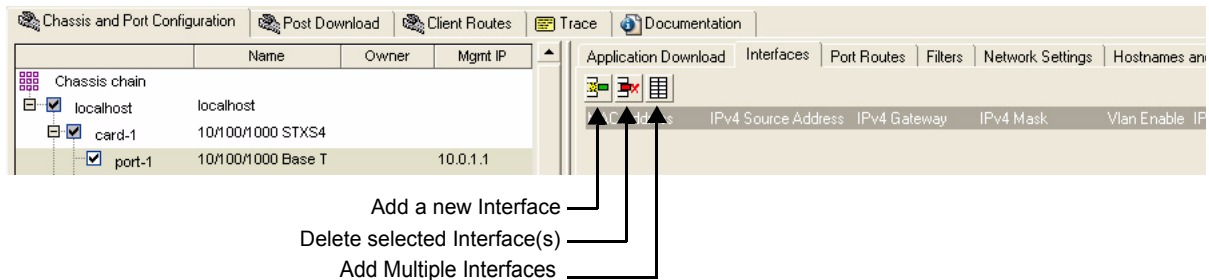 Chassis and Port Configuration Post Download Client Routes Trace Documentation
Name Owner Mgmt IP
Application Download Interfaces Port Routes Filters Network Settings Hostnames an
Chassis chain
localhost localhost
IPv4 Source Address IPv4 Gateway IPv4 Mask Vlan Enable IP
card-1 10/100/1000 STXS4
port-1 10/100/1000 Base T 10.0.1.1
Add a new Interface
Delete selected Interface(s)
Add Multiple Interfaces